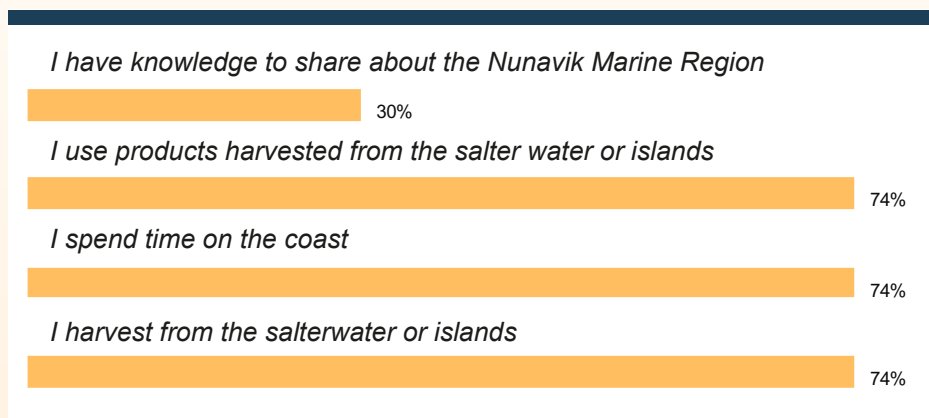 I have knowledge to share about the Nunavik Marine Region
30%
I use products harvested from the salter water or islands
74%
I spend time on the coast
74%
I harvest from the salterwater or islands
74%